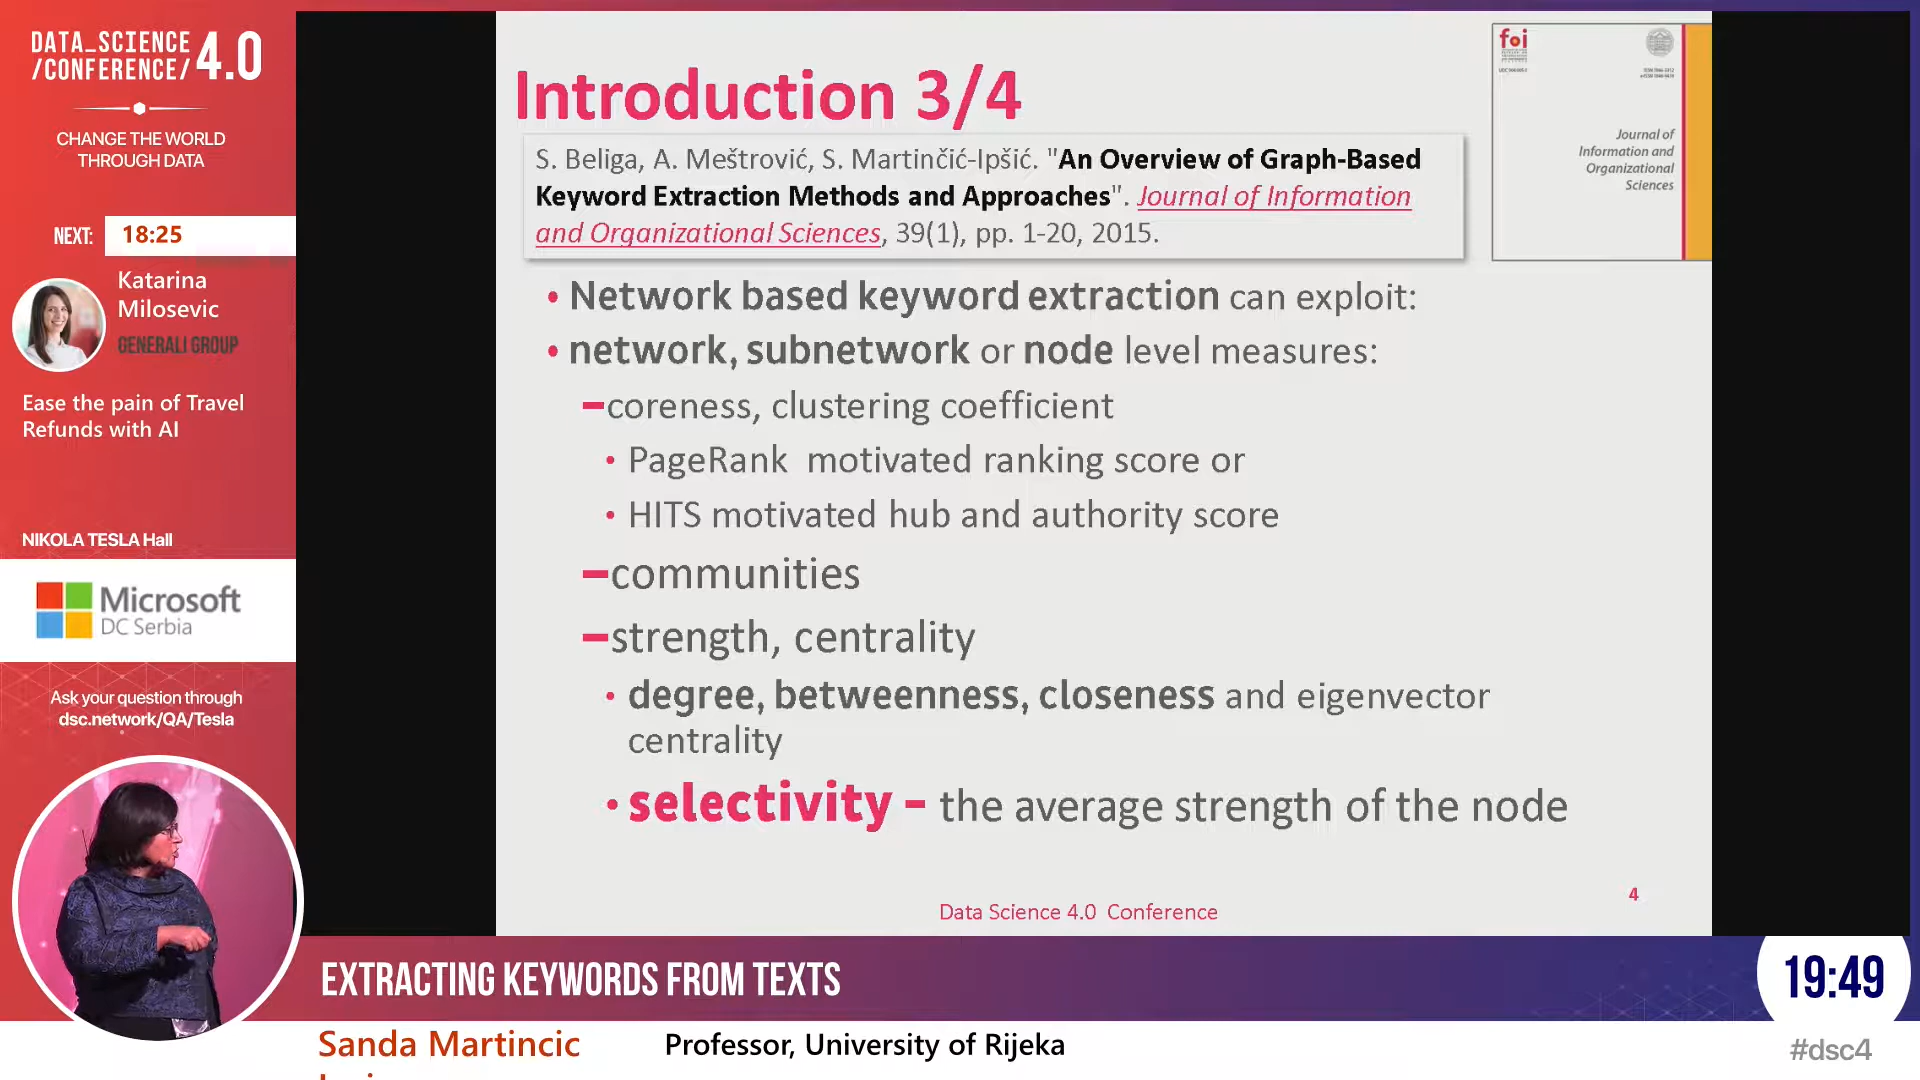 DATA_SCIENCE
/CONFERENCE/ 4.0
CHANGE THE WORLD
THROUGH DATA
NEXT: 18:25
Katarina
Milosevic
GENERALI GROUP
Ease the pain of Travel
Refunds with AI
NIKOLA TESLA Hall
Microsoft
DC Serbia
Ask your question through
dsc.network/QA/Tesla
Introduction 3/4
S. Beliga, A. Meštrović, S. Martinčić-Ipšić. "An Overview of Graph-Based
Keyword Extraction Methods and Approaches". Journal of Information
and Organizational Sciences, 39(1), pp. 1-20, 2015.
foi
Journal of
Information and
Organizational
Sciences
• Network based keyword extraction can exploit:
• network, subnetwork or node level measures:
–coreness, clustering coefficient
• PageRank motivated ranking score or
• HITS motivated hub and authority score
–communities
–strength, centrality
• degree, betweenness, closeness and eigenvector
centrality
• selectivity – the average strength of the node
4
Data Science 4.0 Conference
EXTRACTING KEYWORDS FROM TEXTS
19:49
Sanda Martincic
Professor, University of Rijeka
#dsc4